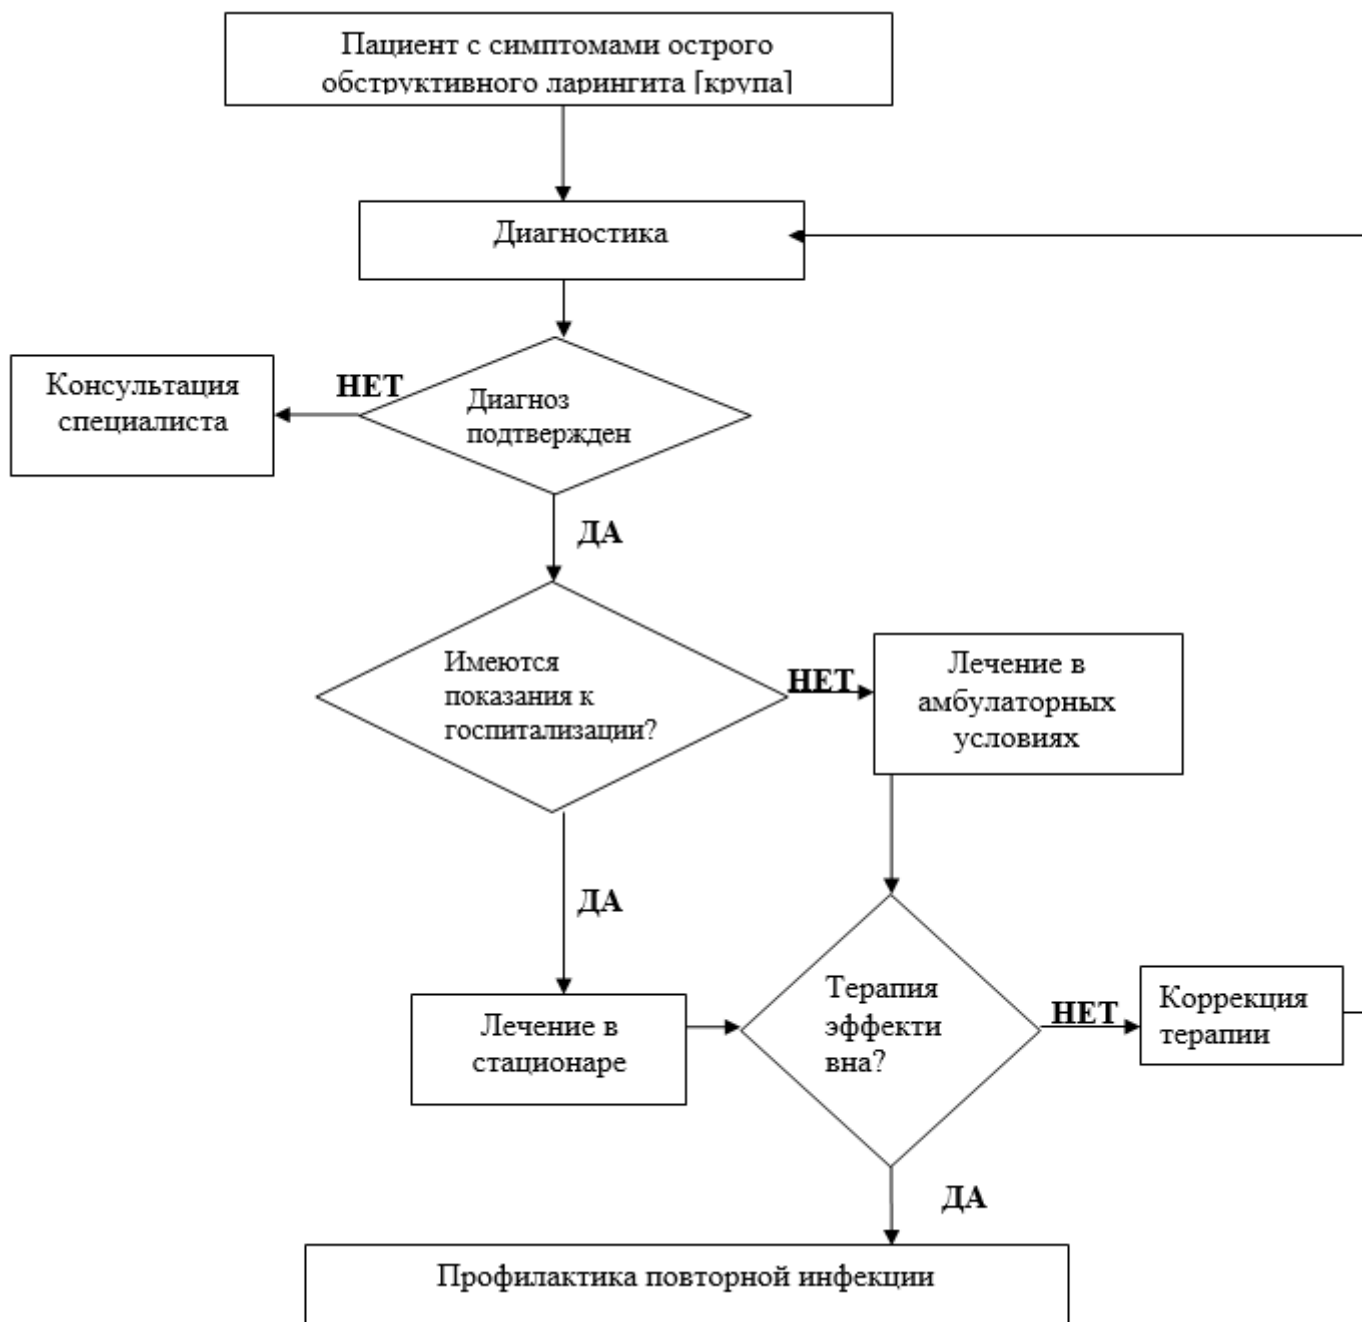 Пациент с симптомами острого
обструктивного ларингита [крупа]
Диагностика
Консультация
специалиста
НЕТ
Диагноз
подтвержден
ДА
Имеются
показания к
госпитализации?
НЕТ
Лечение в
амбулаторных
условиях
ДА
Лечение в
стационаре
Терапия
эффекти
вна?
НЕТ
Коррекция
терапии
ДА
Профилактика повторной инфекции